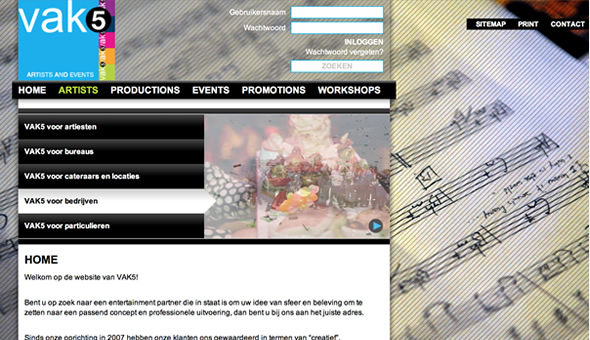 vak5
ARTISTS AND EVENTS
Gebruikersnaam
Wachtwoord
INLOGGEN
Wachtwoord vergeten?
ZOEKEN
SITEMAP PRINT CONTACT
HOME ARTISTS PRODUCTIONS EVENTS PROMOTIONS WORKSHOPS
VAK5 voor artiesten
VAK5 voor bureaus
VAK5 voor cateraars en locaties
VAK5 voor bedrijven
VAK5 voor particulieren
HOME
Welkom op de website van VAK5!
Bent u op zoek naar een entertainment partner die in staat is om uw idee van sfeer en beleving om te
zetten naar een passend concept en professionele uitvoering, dan bent u bij ons aan het juiste adres.
Sinds onze oprichting in 2007 hebben onze klanten ons gewaardeerd in termen van "creatief",